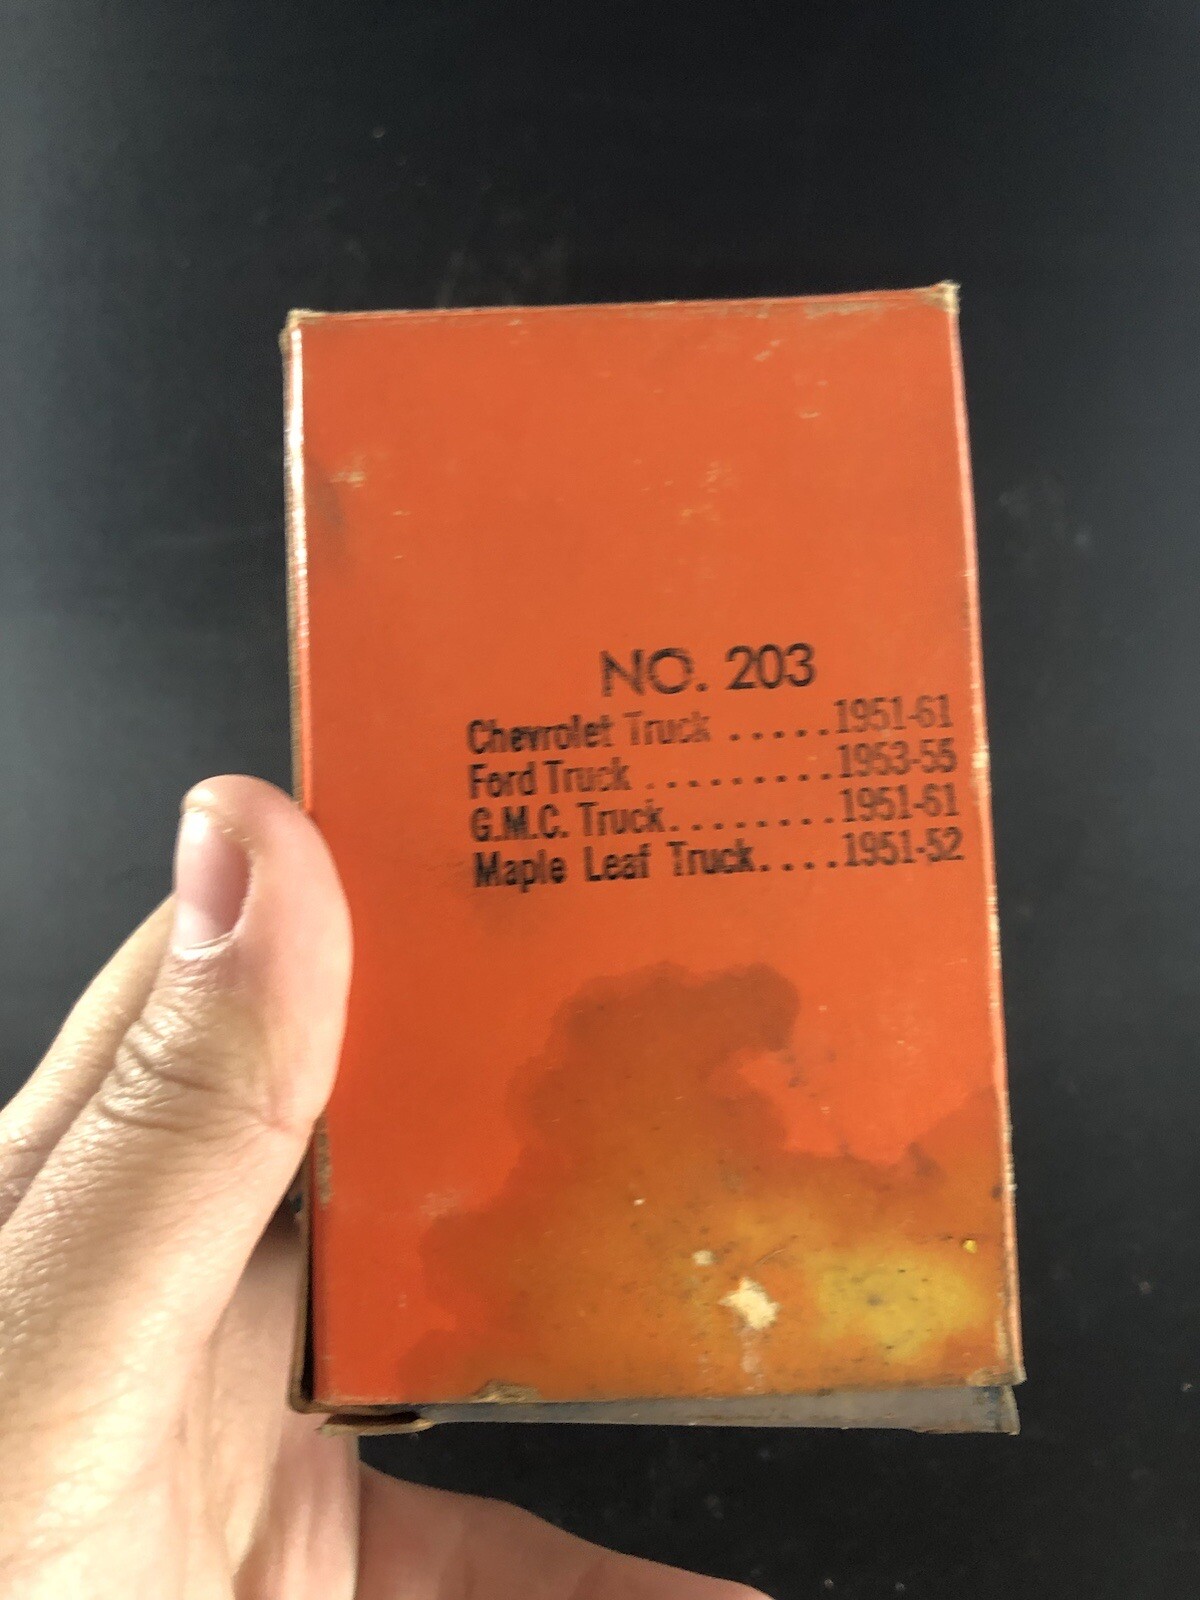 NO. 203
Chevrolet Truck .....1951-61
Ford Truck .........1953-55
G.M.C. Truck........1951-61
Maple Leaf Truck....1951-52